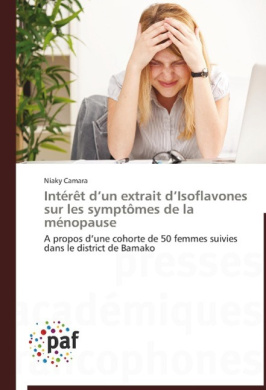 Niaky Camara
Intérêt d’un extrait d’Isoflavones
sur les symptômes de la
ménopause
A propos d’une cohorte de 50 femmes suivies
dans le district de Bamako
presses
académiques
francophones
paf